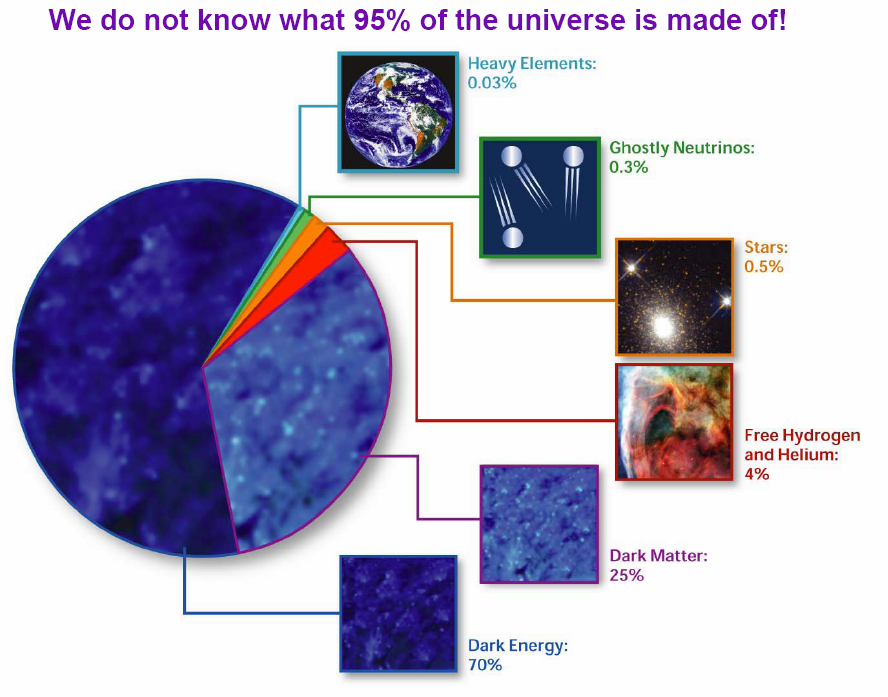 We do not know what 95% of the universe is made of!
Heavy Elements:
0.03%
Ghostly Neutrinos:
0.3%
Stars:
0.5%
Free Hydrogen
and Helium:
4%
Dark Matter:
25%
Dark Energy:
70%